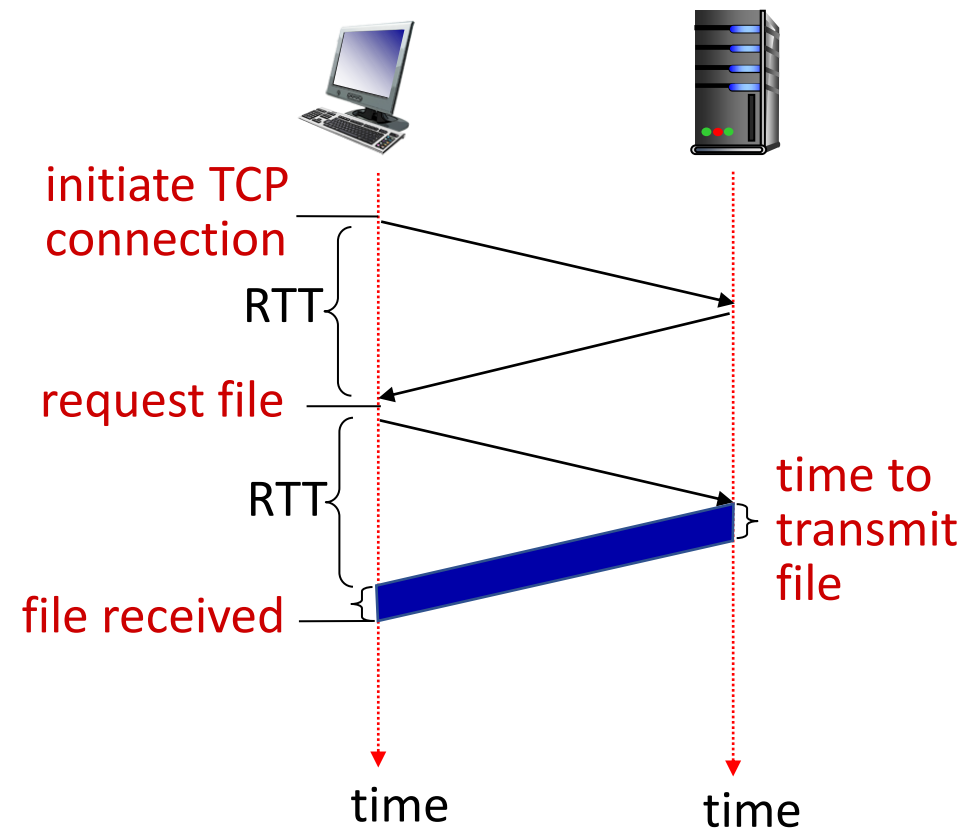 initiate TCP
connection
RTT
request file
RTT
time to
transmit
file
file received
time
time